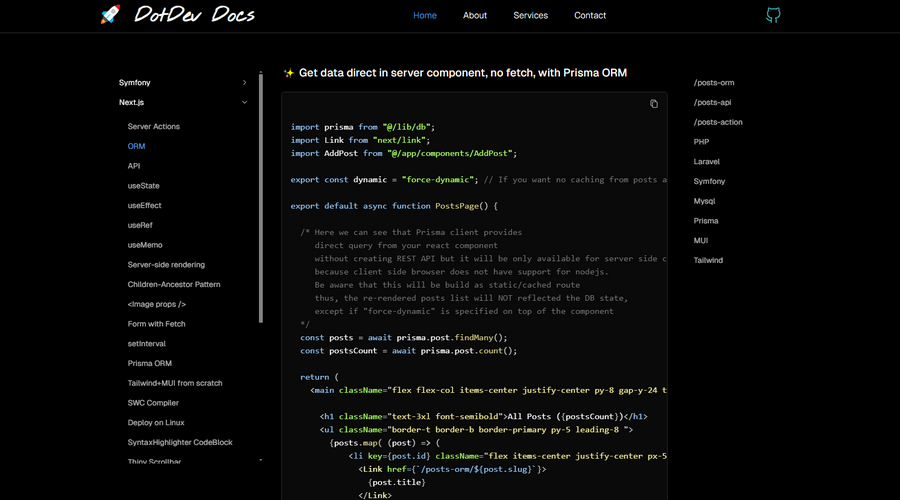 DotDev Docs
Home
About
Services
Contact
Symfony
Next.js
Server Actions
ORM
API
useState
useEffect
useRef
useMemo
Server-side rendering
Children-Ancestor Pattern
<Image props />
Form with Fetch
setInterval
Prisma ORM
Tailwind+MUI from scratch
SWC Compiler
Deploy on Linux
SyntaxHighlighter CodeBlock
Thiny Scrollbar
✨ Get data direct in server component, no fetch, with Prisma ORM
import prisma from "@/lib/db";
import Link from "next/link";
import AddPost from "@/app/components/AddPost";
export const dynamic = "force-dynamic"; // If you want no caching from posts a
export default async function PostsPage() {
/* Here we can see that Prisma client provides
direct query from your react component
without creating REST API but it will be only available for server side c
because client side browser does not have support for nodejs.
Be aware that this will be build as static/cached route
thus, the re-rendered posts list will NOT reflected the DB state,
except if "force-dynamic" is specified on top of the component
*/
const posts = await prisma.post.findMany();
const postsCount = await prisma.post.count();
return (
<main className="flex flex-col items-center justify-center py-8 gap-y-24 t
<h1 className="text-3xl font-semibold">All Posts ({postsCount})</h1>
<ul className="border-t border-b border-primary py-5 leading-8 ">
{posts.map( (post) => (
<li key={post.id} className="flex items-center justify-center px-5
<Link href={`/posts-orm/${post.slug}`}>
{post.title}
</Link>
/posts-orm
/posts-api
/posts-action
PHP
Laravel
Symfony
Mysql
Prisma
MUI
Tailwind